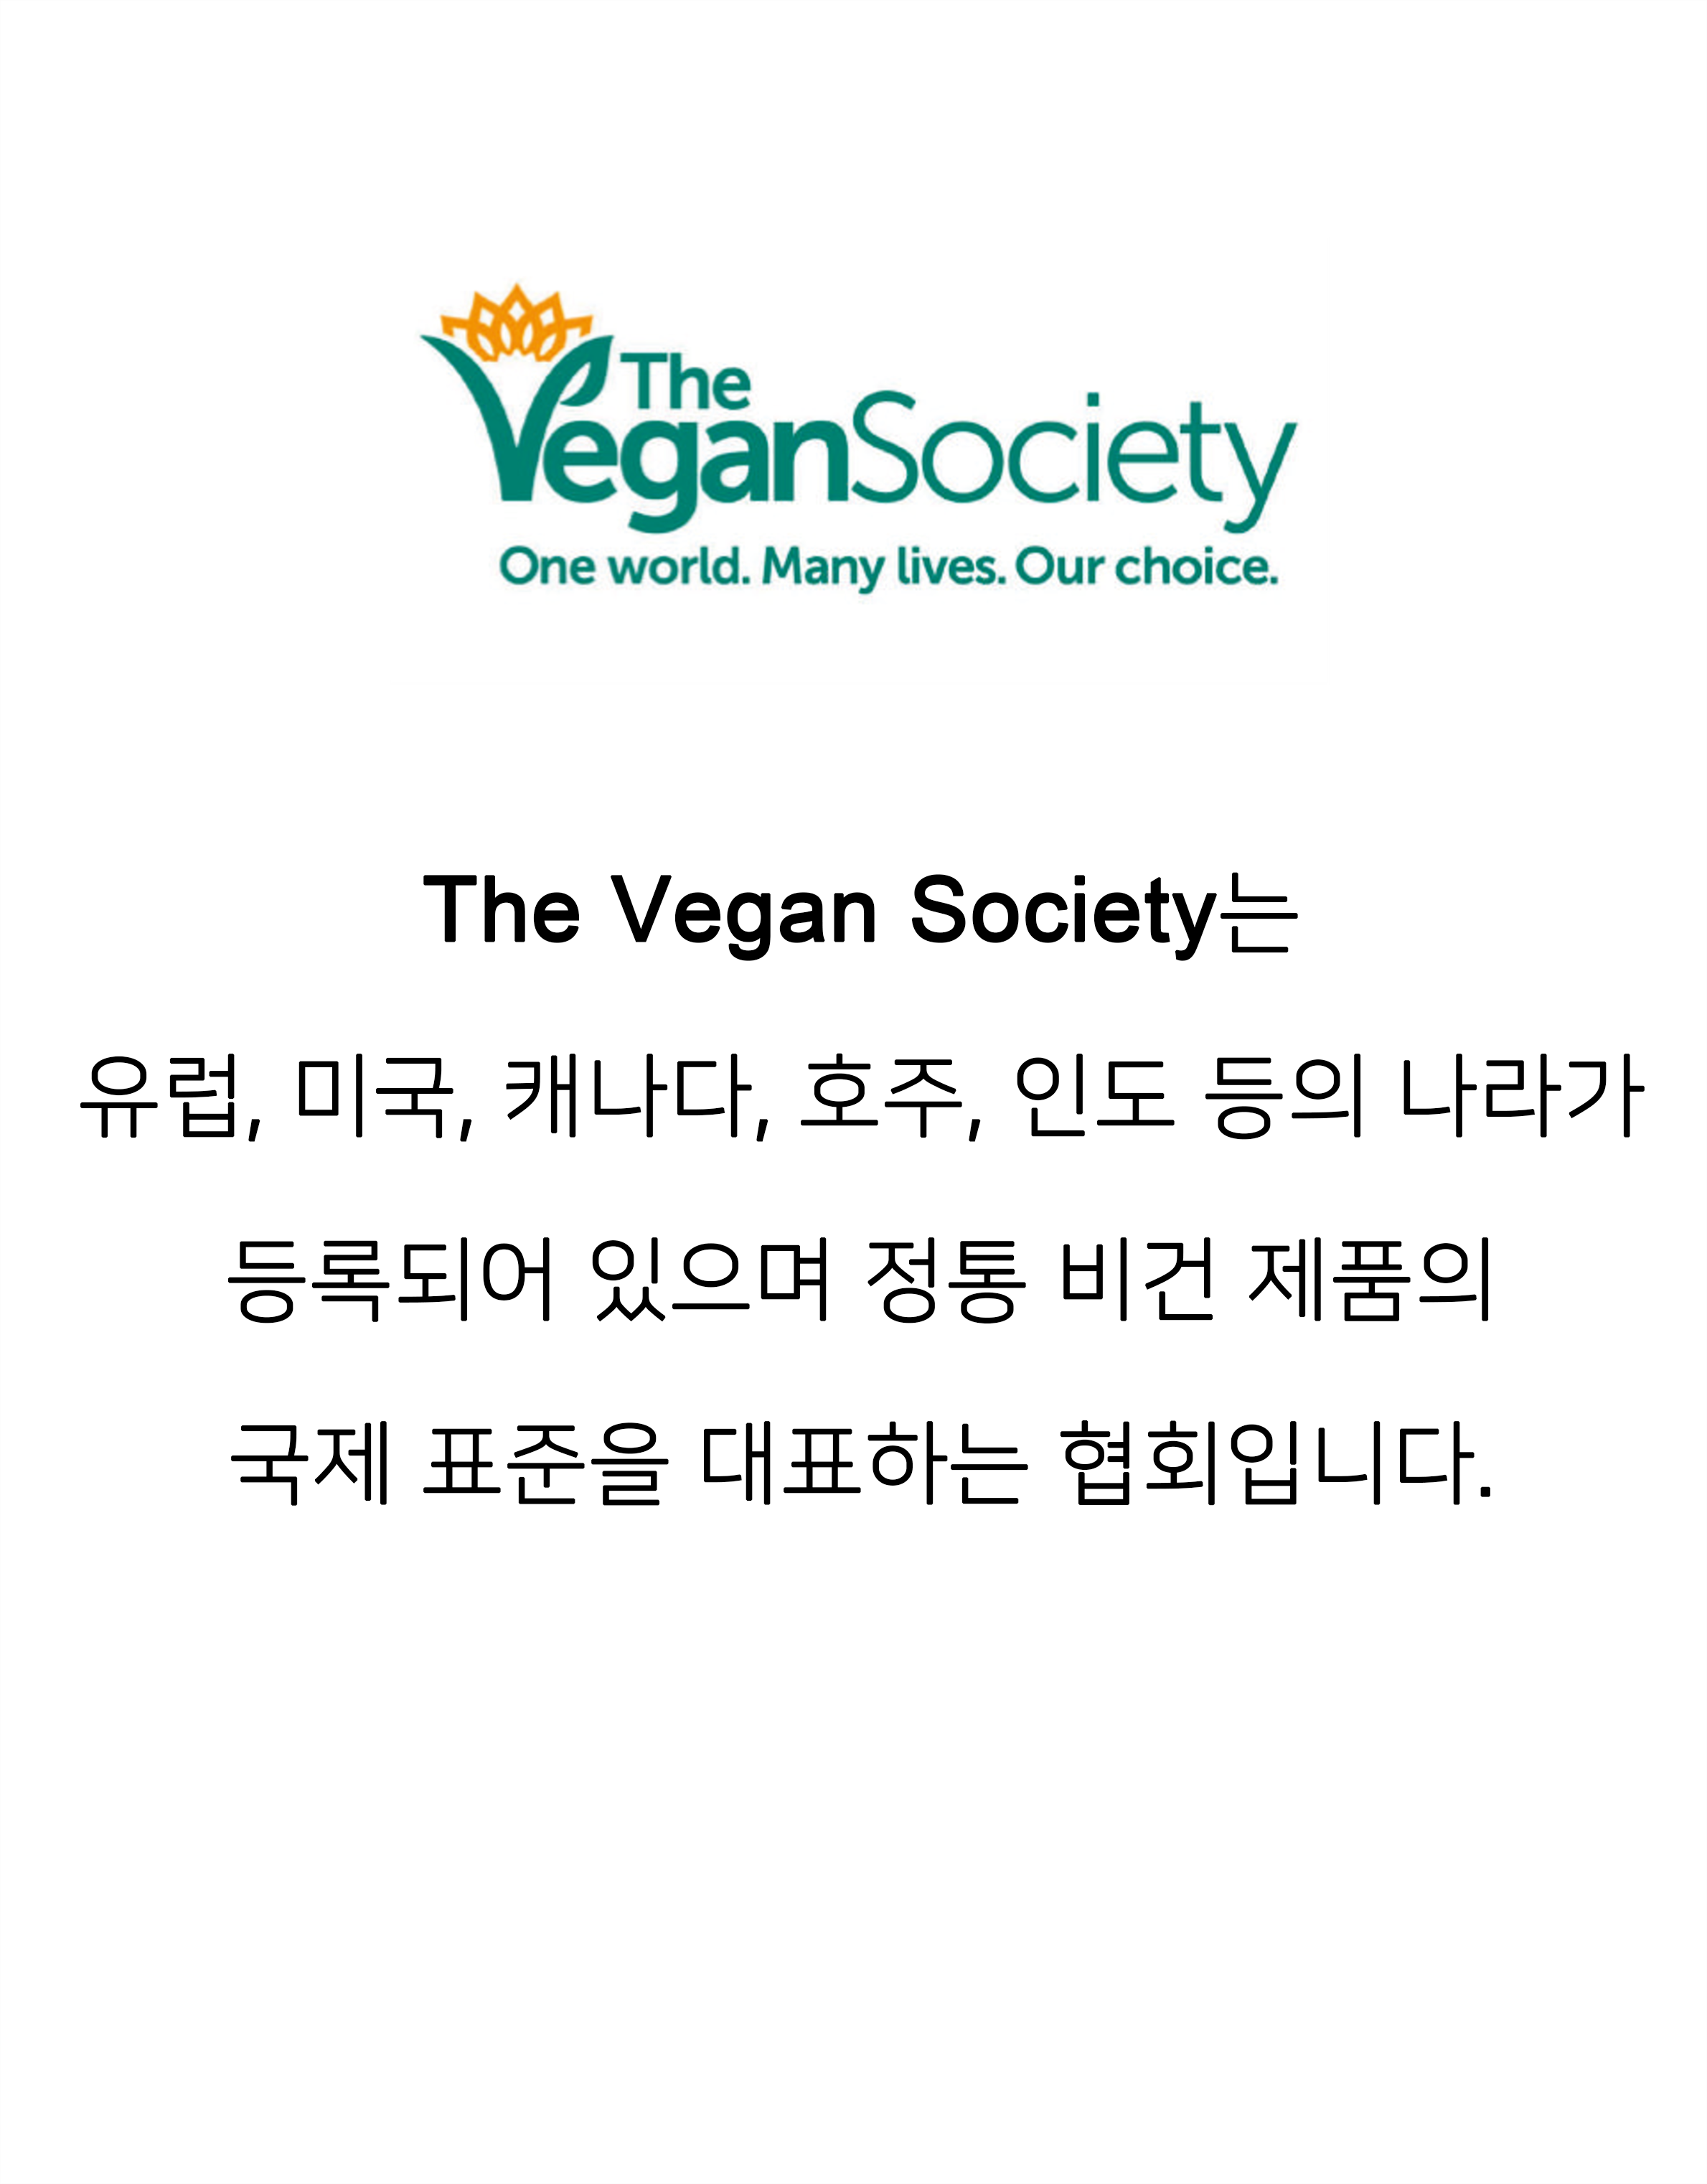 The
VeganSociety
One world. Many lives. Our choice.
The Vegan Society는
유럽, 미국, 캐나다, 호주, 인도 등의 나라가
등록되어 있으며 정통 비건 제품의
국제 표준을 대표하는 협회입니다.